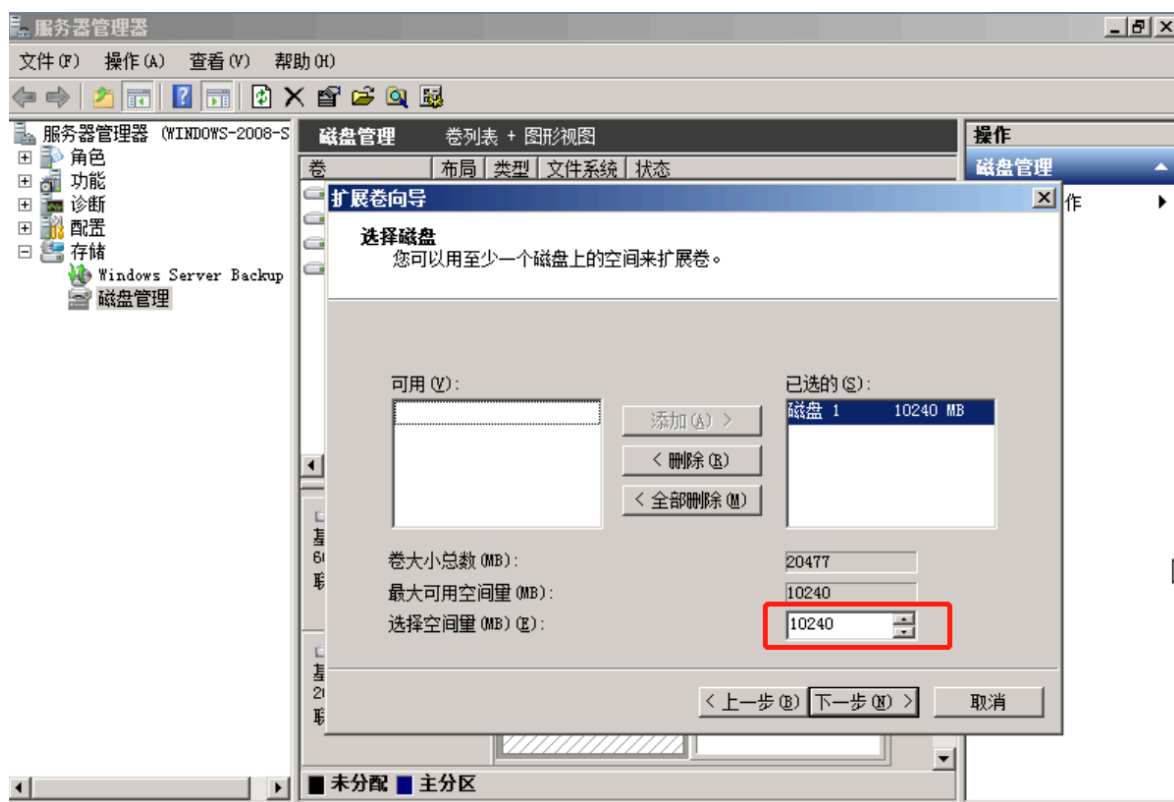 服务器管理器
文件(F) 操作(A) 查看(V) 帮助(H)
服务器管理器 (WINDOWS-2008-S
角色
功能
诊断
配置
存储
Windows Server Backup
磁盘管理
磁盘管理 卷列表 + 图形视图
卷 布局 类型 文件系统 状态
操作
磁盘管理
作
扩展卷向导
选择磁盘
您可以用至少一个磁盘上的空间来扩展卷。
可用(V):
已选的(S):
磁盘 1 10240 MB
添加(A) >
< 删除(R)
< 全部删除(M)
卷大小总数(MB): 20477
最大可用空间量(MB): 10240
选择空间量(MB)(E): 10240
< 上一步(B) 下一步(N) > 取消
未分配 主分区